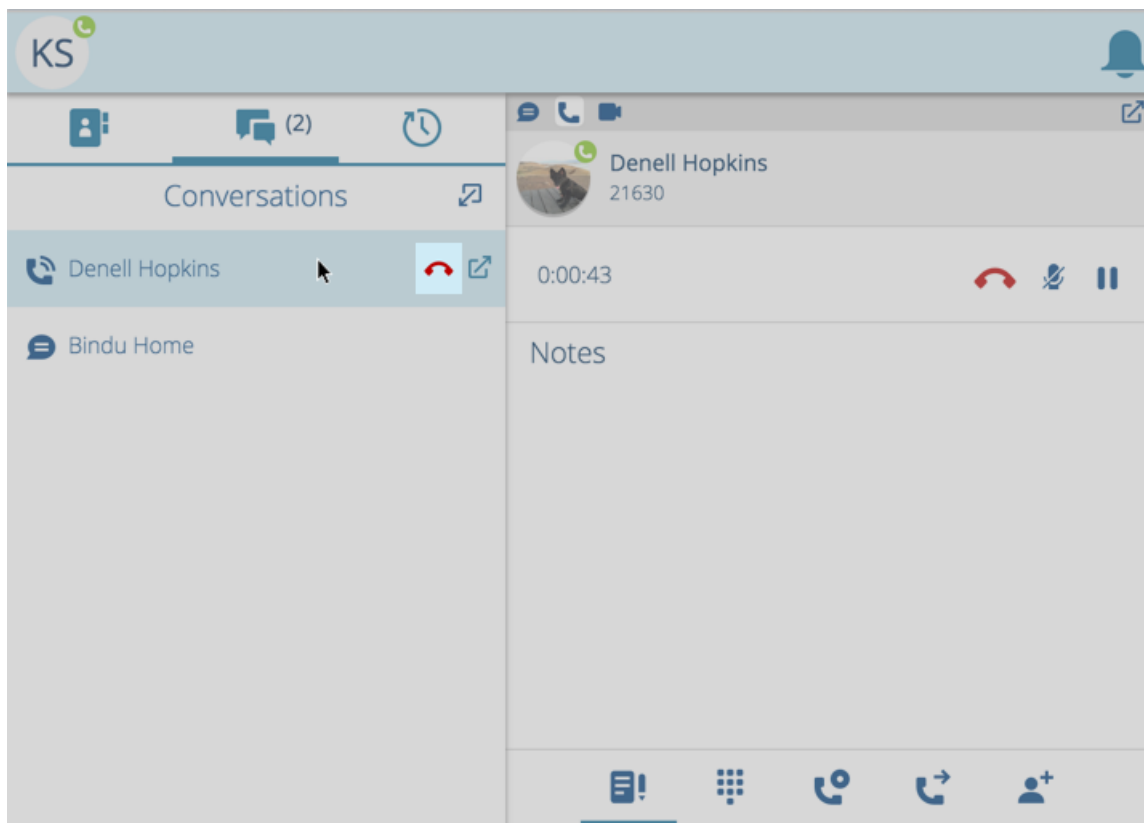 KS
(2)
Conversations
Denell Hopkins
Bindu Home
Denell Hopkins
21630
0:00:43
Notes